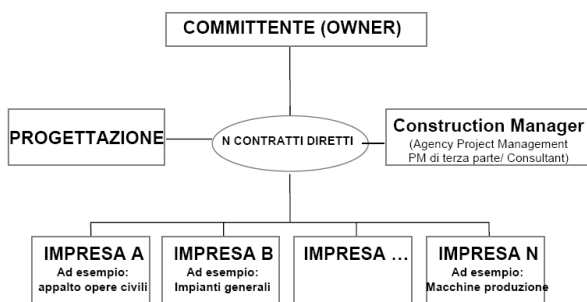 COMMITTENTE (OWNER)
PROGETTAZIONE
N CONTRATTI DIRETTI
Construction Manager
(Agency Project Management
PM di terza parte/ Consultant)
IMPRESA A
Ad esempio:
appalto opere civili
IMPRESA B
Ad esempio:
Impianti generali
IMPRESA ...
IMPRESA N
Ad esempio:
Macchine produzione